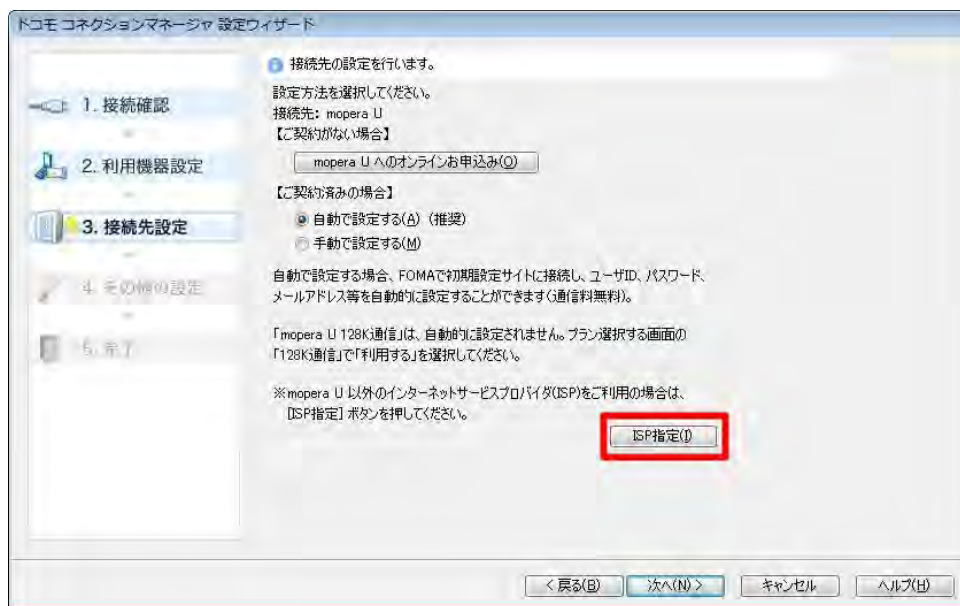 ドコモ コネクションマネージャ 設定ウィザード
1. 接続確認
2. 利用機器設定
3. 接続先設定
4. その他の設定
5. 完了
接続先の設定を行います。
設定方法を選択してください。
接続先: mopera U
【ご契約がない場合】
mopera U へのオンラインお申込み(O)
【ご契約済みの場合】
自動で設定する(A) (推奨)
手動で設定する(M)
自動で設定する場合、FOMAで初期設定サイトに接続し、ユーザID、パスワード、
メールアドレス等を自動的に設定することができます(通信料無料)。
「mopera U 128K通信」は、自動的に設定されません。プラン選択する画面の
「128K通信」で「利用する」を選択してください。
※mopera U 以外のインターネットサービスプロバイダ(ISP)をご利用の場合は、
[ISP指定] ボタンを押してください。
ISP指定(I)
< 戻る(B)
次へ(N) >
キャンセル
ヘルプ(H)